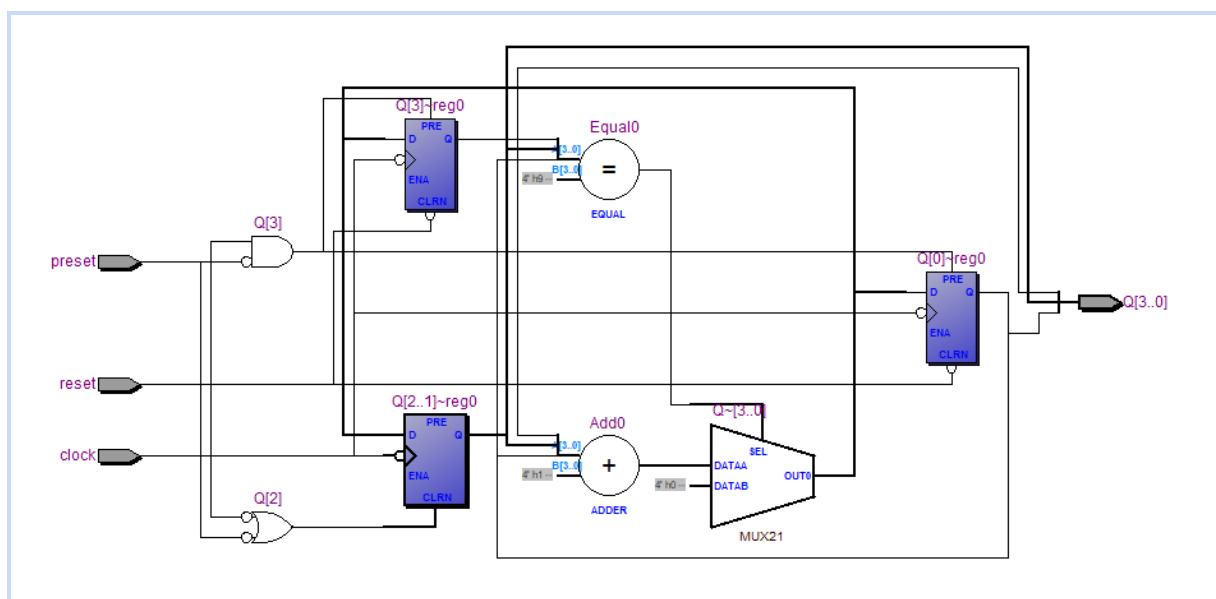 Q[3]~reg0
PRE
D
Q
ENA
CLRN
Equal0
A[3..0]
B[3..0]
4' h9 --
=
EQUAL
Q[3]
preset
Q[0]~reg0
PRE
D
Q
ENA
CLRN
Q[3..0]
reset
Q[2..1]~reg0
PRE
D
Q
ENA
CLRN
clock
Q[2]
Add0
A[3..0]
B[3..0]
4' h1 --
+
ADDER
Q~[3..0]
SEL
DATAA
DATAB
OUT0
4' h0 --
MUX21